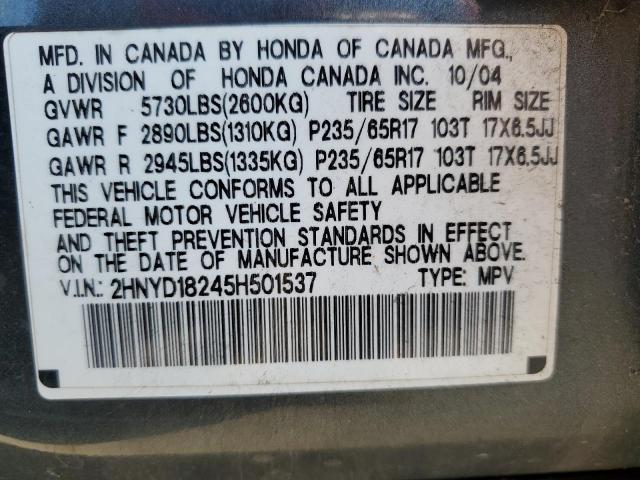 MFD. IN CANADA BY HONDA OF CANADA MFG.,
A DIVISION OF HONDA CANADA INC. 10/04
GVWR 5730LBS(2600KG) TIRE SIZE RIM SIZE
GAWR F 2890LBS(1310KG) P235/65R17 103T 17X6.5JJ
GAWR R 2945LBS(1335KG) P235/65R17 103T 17X6.5JJ
THIS VEHICLE CONFORMS TO ALL APPLICABLE
FEDERAL MOTOR VEHICLE SAFETY
AND THEFT PREVENTION STANDARDS IN EFFECT
ON THE DATE OF MANUFACTURE SHOWN ABOVE.
V.I.N.: 2HNYD18245H501537 TYPE: MPV